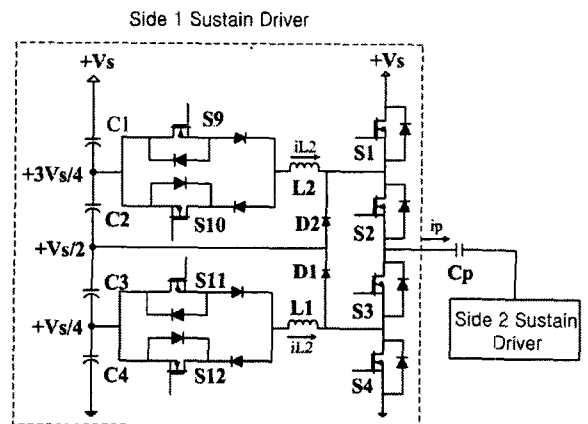 Side 1 Sustain Driver
+Vs
+Vs
C1
S9
iL2
S1
+3Vs/4
L2
C2
S10
D2
S2
ip
+Vs/2
Cp
C3
S11
D1
L1
S3
Side 2 Sustain
Driver
+Vs/4
iL2
C4
S12
S4